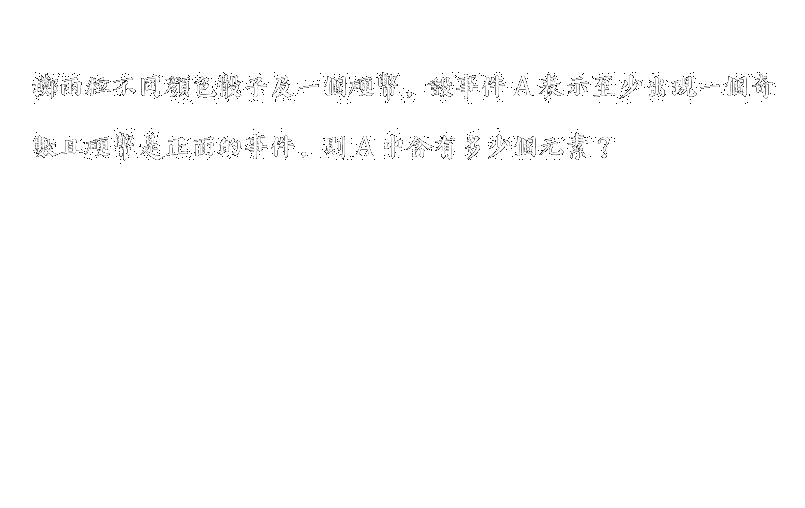 擲兩粒不同顏色骰子及一個硬幣。設事件 A 表示至少出現一個奇
數且硬幣是正面的事件，則 A 中含有多少個元素？